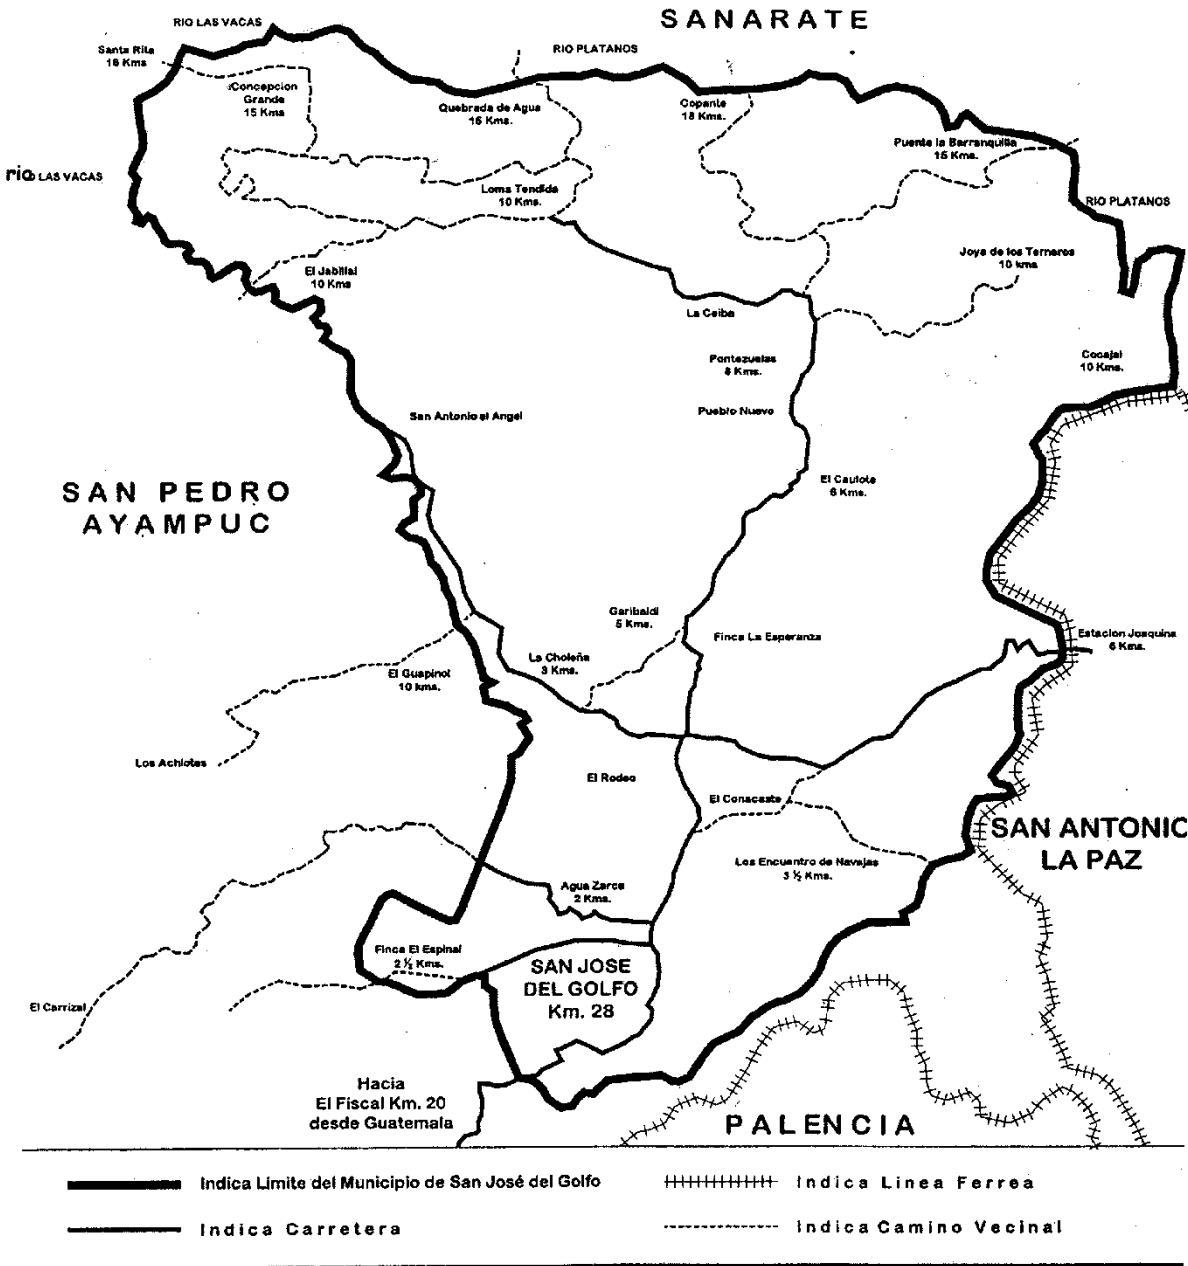 SANARATE
RIO LAS VACAS
RIO PLATANOS
Santa Rita
16 Kms
Concepcion
Grande
15 Kms
Quebrada de Agua
15 Kms.
Copante
18 Kms.
Puente la Barranquilla
15 Kms.
rio LAS VACAS
Loma Tendida
10 Kms.
RIO PLATANOS
El Jabillal
10 Kms
Joya de los Terneros
10 kms
La Ceiba
Pontezuelas
8 Kms.
Cocajal
10 Kms.
San Antonio el Angel
Pueblo Nuevo
El Caulote
6 Kms.
SAN PEDRO
AYAMPUC
Garibaldi
5 Kms.
Finca La Esperanza
Estacion Joaquina
6 Kms.
La Choleña
3 Kms.
El Guapinol
10 kms.
Los Achiotes
El Rodeo
El Conacaste
SAN ANTONIO
LA PAZ
Los Encuentro de Navajas
3 ½ Kms.
Agua Zarca
2 Kms.
Finca El Espinal
2 ½ Kms.
SAN JOSE
DEL GOLFO
Km. 28
El Carrizal
Hacia
El Fiscal Km. 20
desde Guatemala
PALENCIA
Indica Límite del Municipio de San José del Golfo
Indica Linea Ferrea
Indica Carretera
Indica Camino Vecinal